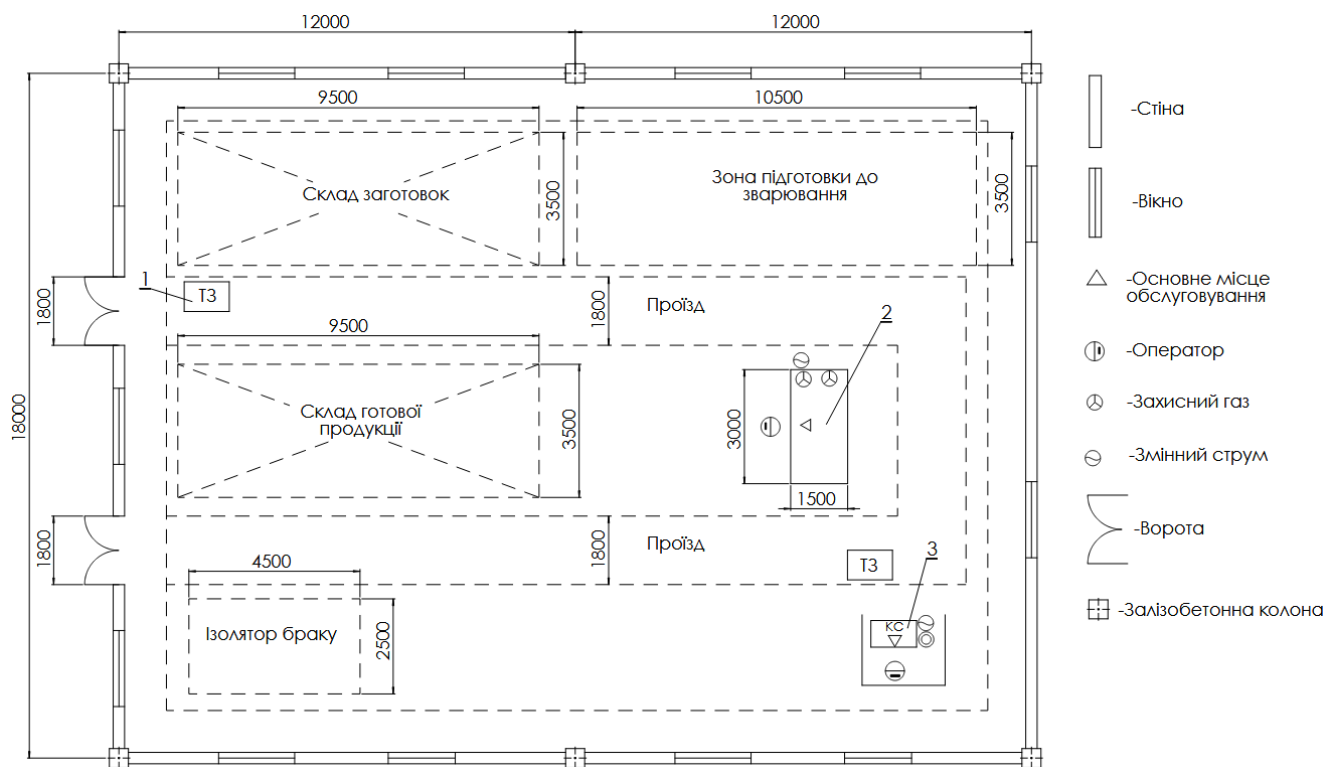 12000
12000
9500
10500
Склад заготовок
3500
Зона підготовки до
зварювання
3500
1
ТЗ
1800
Проїзд
1800
9500
2
18000
Склад готової
продукції
3500
3000
1500
1800
Проїзд
1800
ТЗ
3
4500
Ізолятор браку
2500
КС
-Стіна
-Вікно
-Основне місце
обслуговування
-Оператор
-Захисний газ
-Змінний струм
-Ворота
-Залізобетонна колона